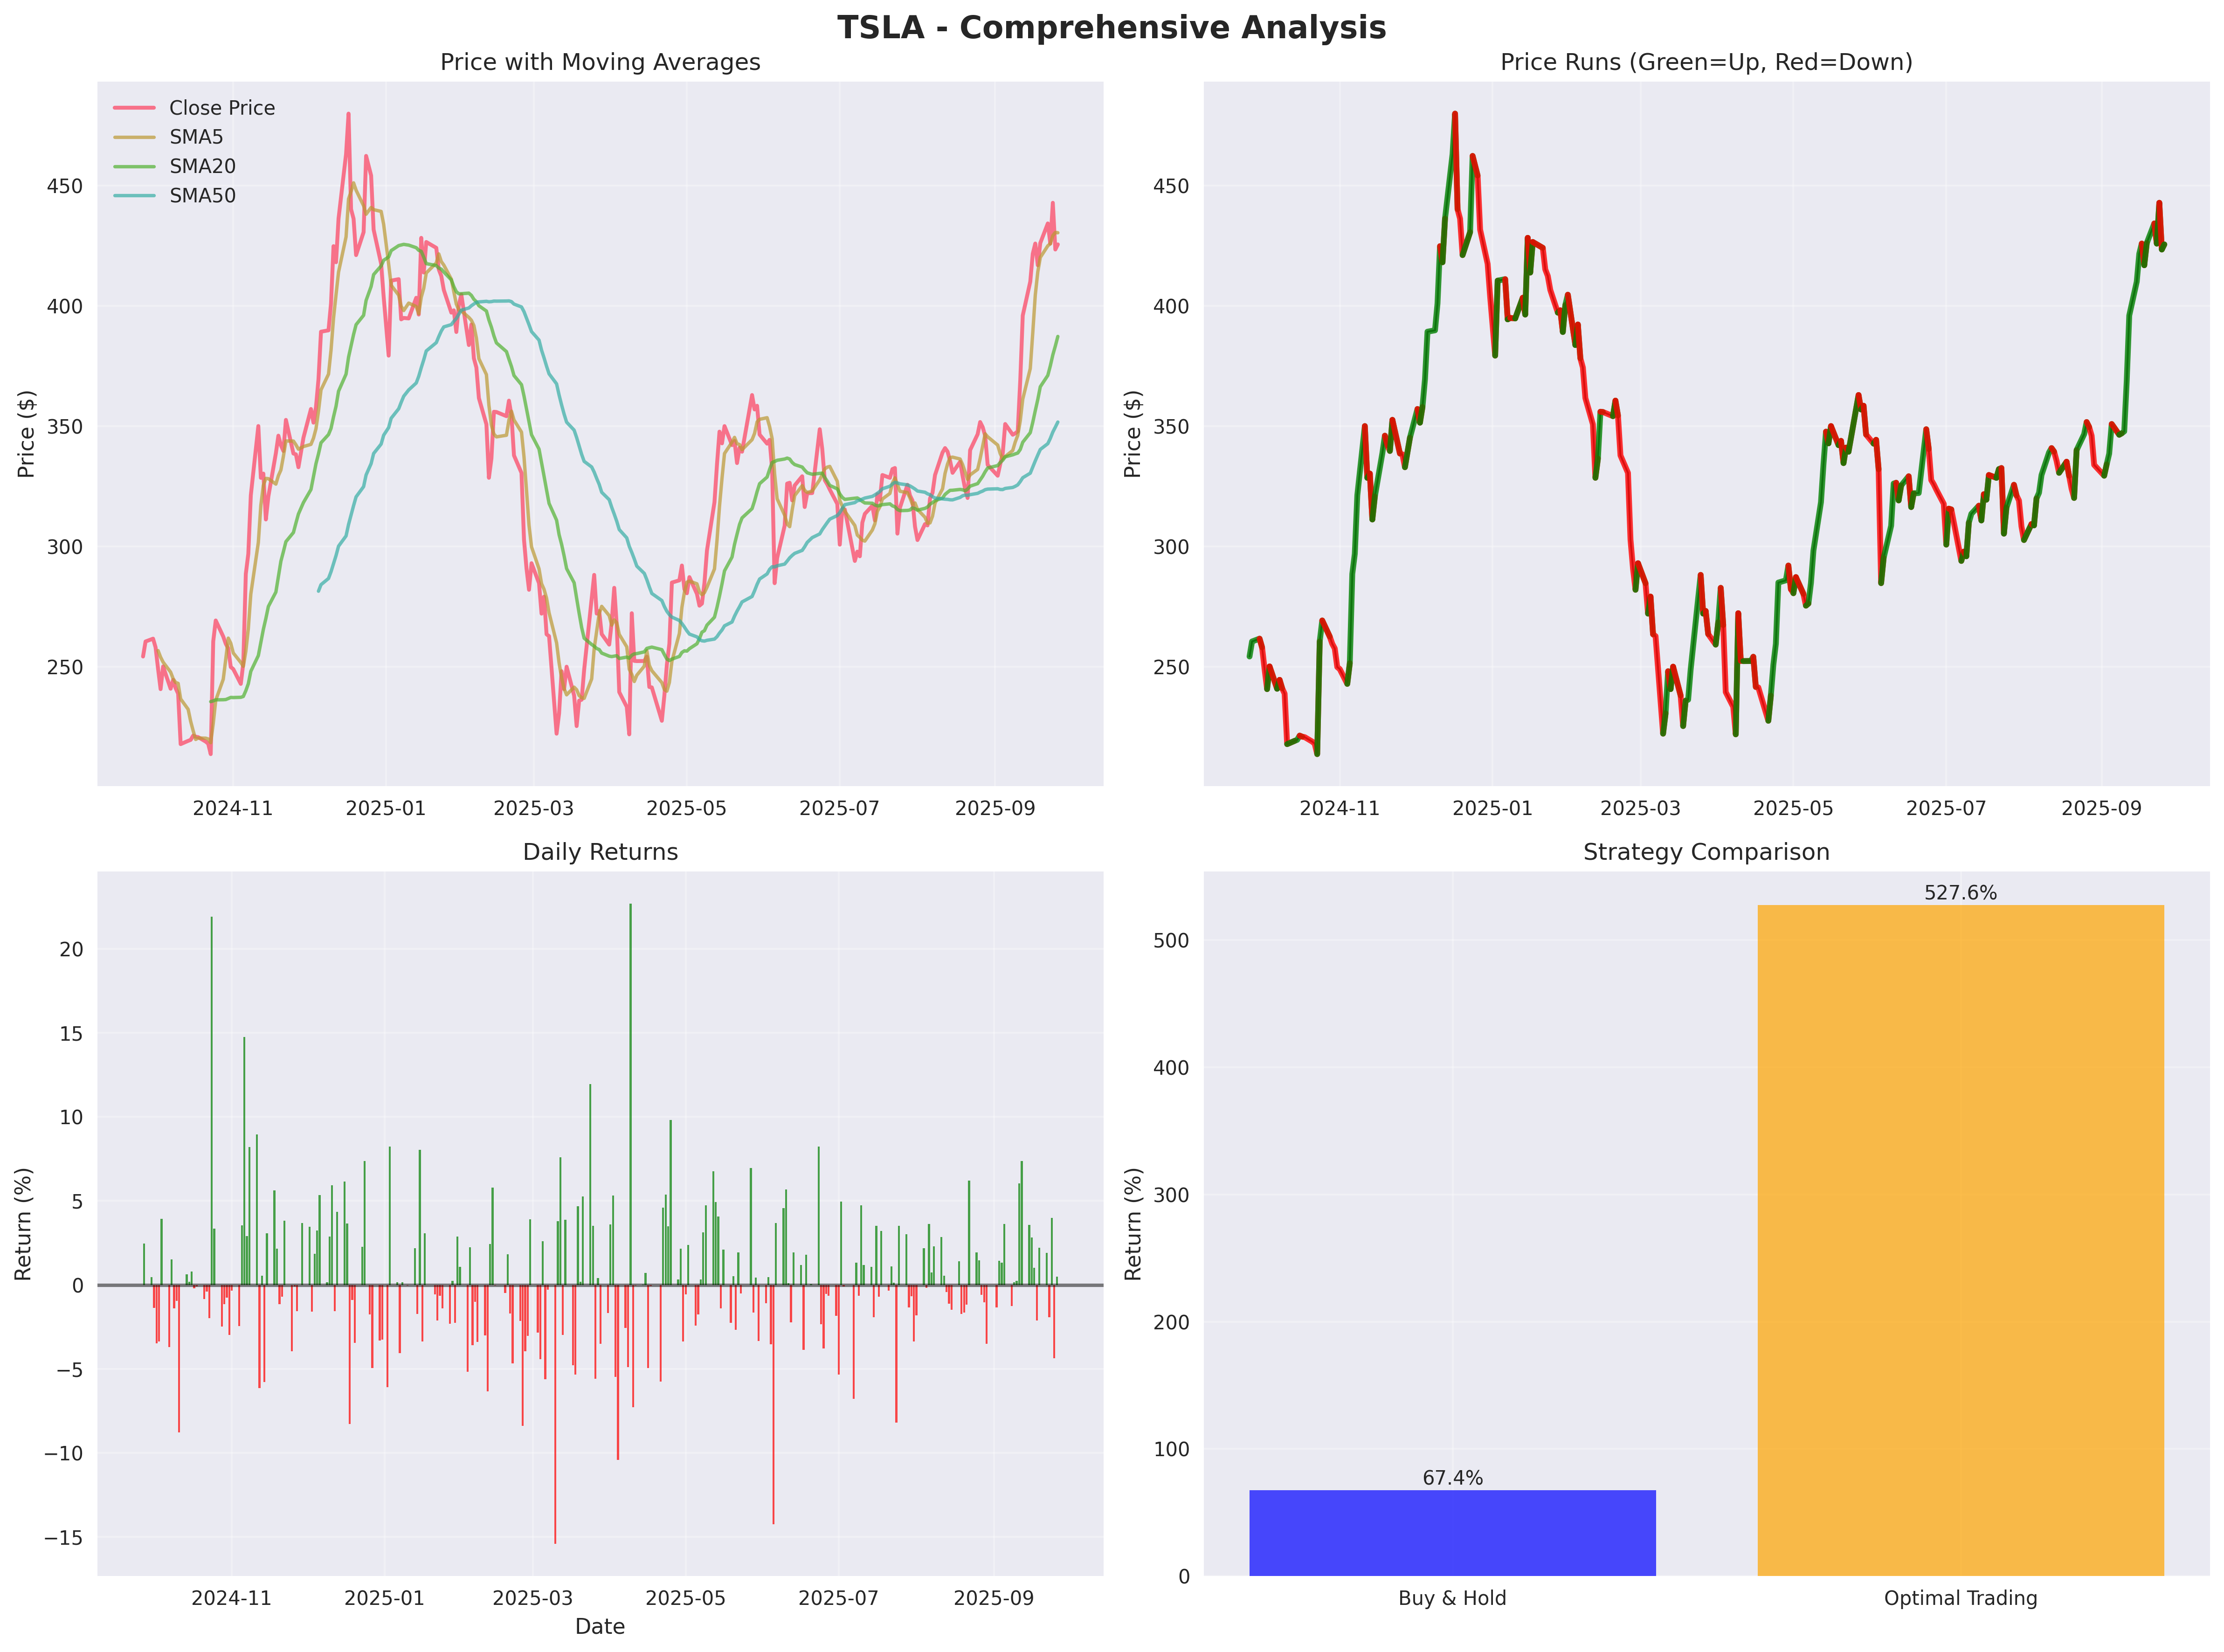 TSLA - Comprehensive Analysis
Price with Moving Averages
Close Price
SMA5
SMA20
SMA50
Price ($)
450
400
350
300
250
2024-11 2025-01 2025-03 2025-05 2025-07 2025-09
Price Runs (Green=Up, Red=Down)
Price ($)
450
400
350
300
250
2024-11 2025-01 2025-03 2025-05 2025-07 2025-09
Daily Returns
Return (%)
20
15
10
5
0
−5
−10
−15
2024-11 2025-01 2025-03 2025-05 2025-07 2025-09
Date
Strategy Comparison
Return (%)
500
400
300
200
100
0
67.4%
527.6%
Buy & Hold Optimal Trading